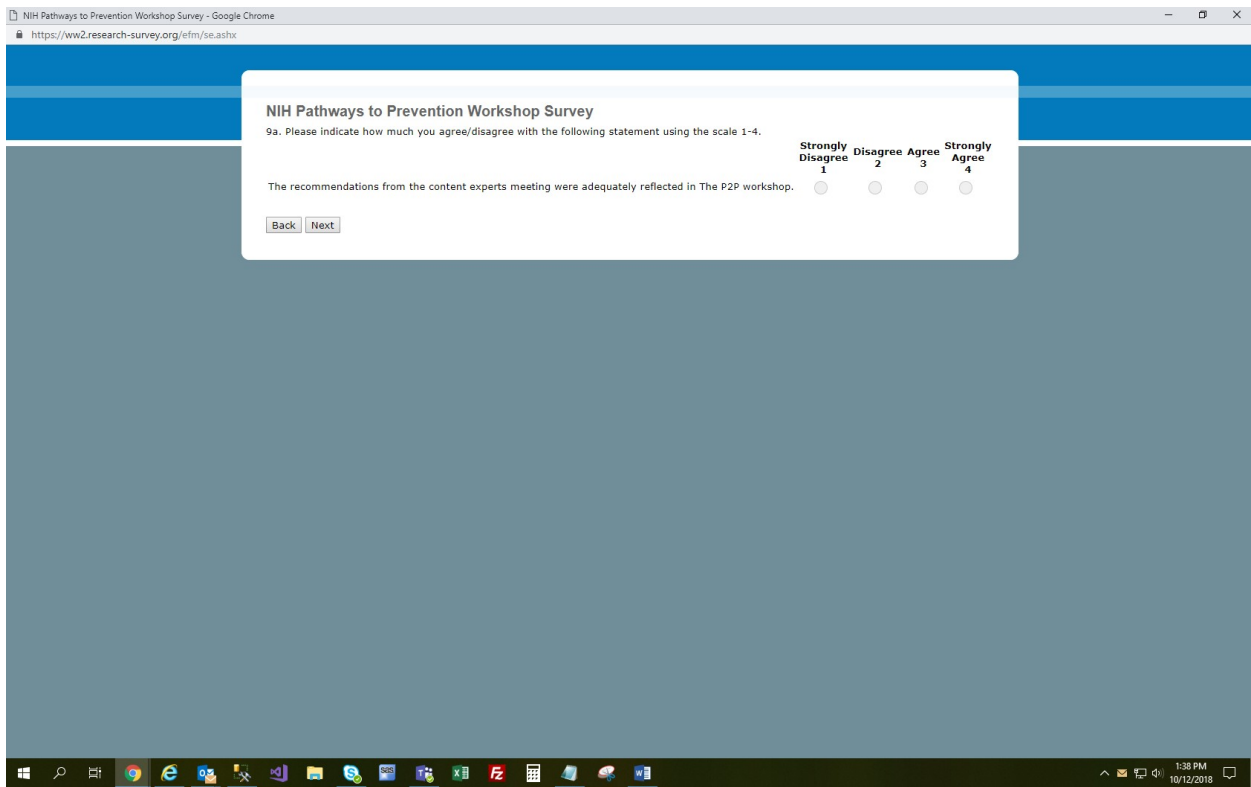 NIH Pathways to Prevention Workshop Survey - Google Chrome
https://ww2.research-survey.org/efm/se.ashx
NIH Pathways to Prevention Workshop Survey
9a. Please indicate how much you agree/disagree with the following statement using the scale 1-4.
Strongly Disagree 1
Disagree 2
Agree 3
Strongly Agree 4
The recommendations from the content experts meeting were adequately reflected in The P2P workshop.
Back Next
1:38 PM
10/12/2018